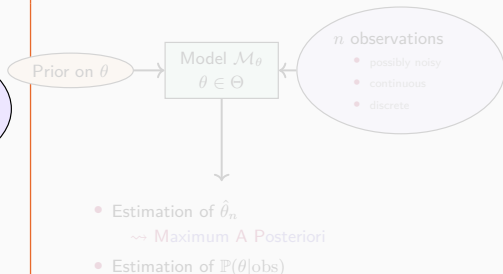 Prior on θ
Model 𝓜_θ
θ ∈ Θ
n observations
• possibly noisy
• continuous
• discrete
• Estimation of θ̂_n
⇝ Maximum A Posteriori
• Estimation of ℙ(θ|obs)